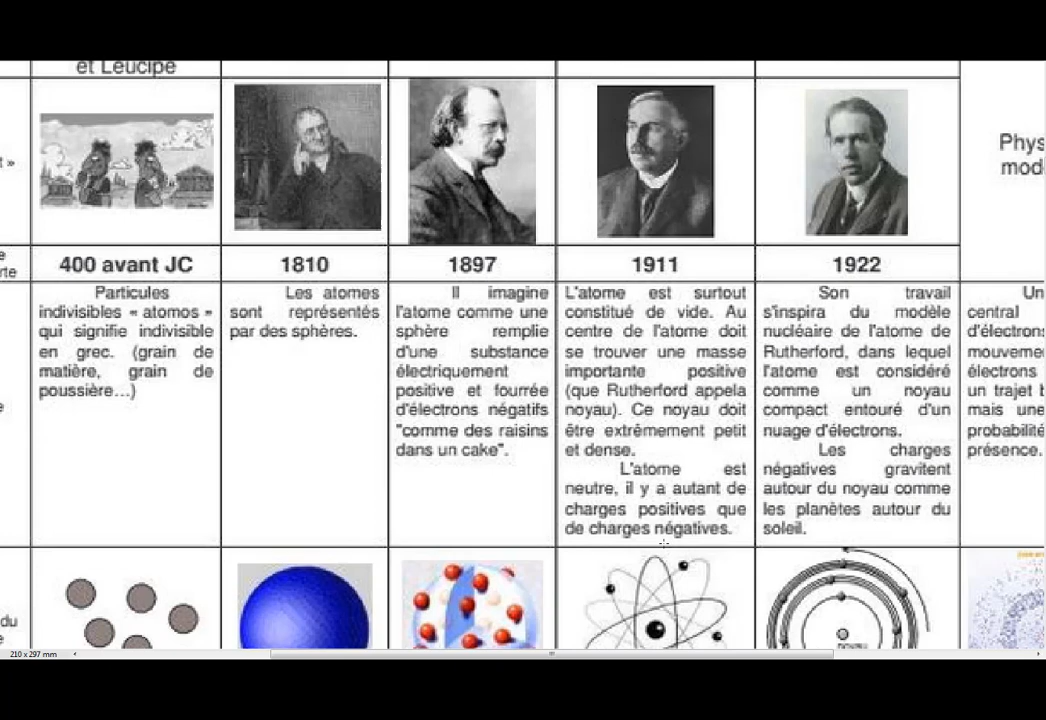 et Leucipe
Phys
mod
t »
e
rte
400 avant JC
1810
1897
1911
1922
Particules
indivisibles « atomos »
qui signifie indivisible
en grec. (grain de
matière, grain de
poussière...)
Les atomes
sont représentés
par des sphères.
Il imagine
l'atome comme une
sphère remplie
d'une substance
électriquement
positive et fourrée
d'électrons négatifs
"comme des raisins
dans un cake".
L'atome est surtout
constitué de vide. Au
centre de l'atome doit
se trouver une masse
importante positive
(que Rutherford appela
noyau). Ce noyau doit
être extrêmement petit
et dense.
L'atome est
neutre, il y a autant de
charges positives que
de charges négatives.
Son travail
s'inspira du modèle
nucléaire de l'atome de
Rutherford, dans lequel
l'atome est considéré
comme un noyau
compact entouré d'un
nuage d'électrons.
Les charges
négatives gravitent
autour du noyau comme
les planètes autour du
soleil.
Un
central
d'électrons
mouveme
électrons
un trajet b
mais une
probabilité
présence.
e
du
e
210 x 297 mm